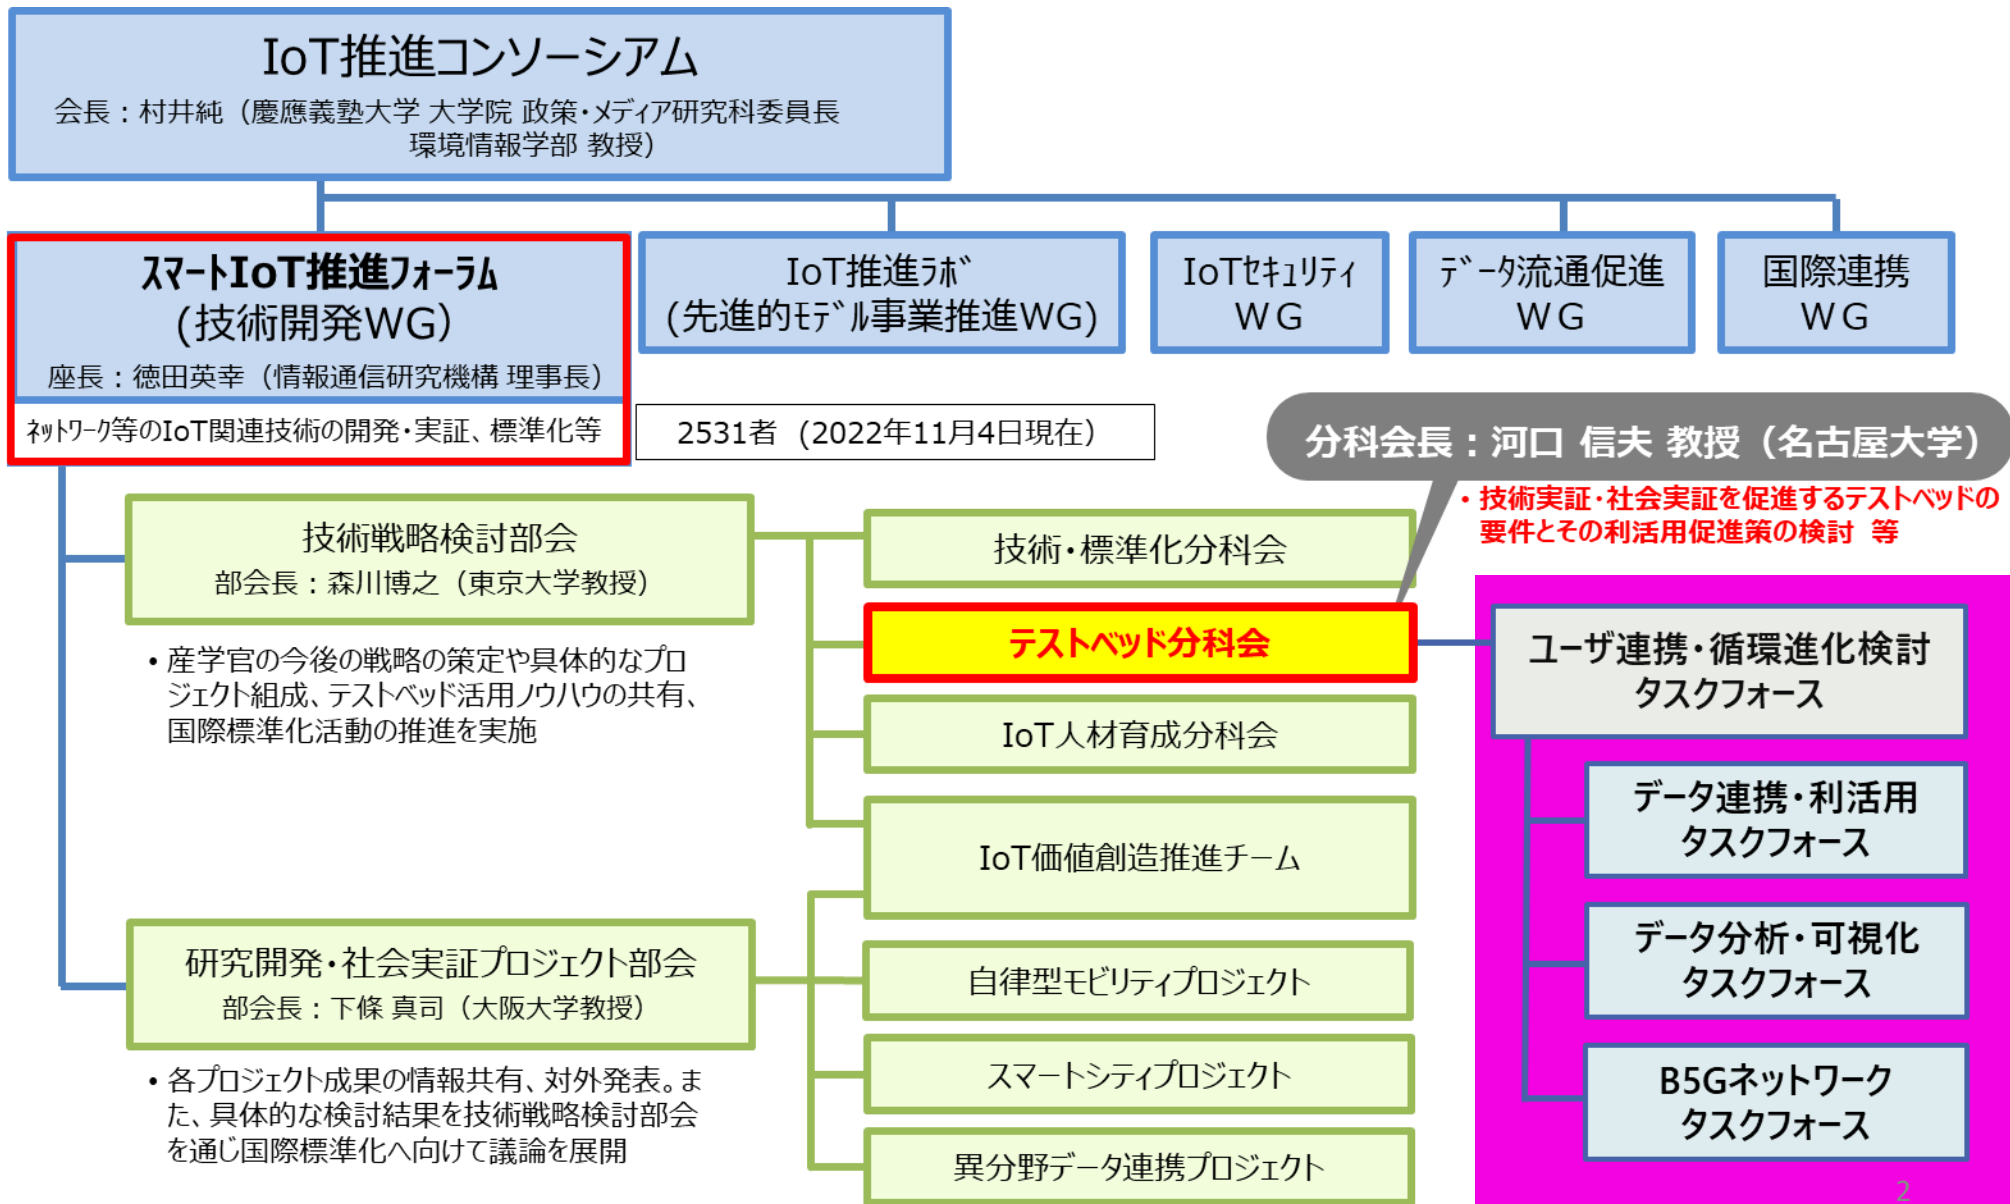 IoT推進コンソーシアム
会長：村井純（慶應義塾大学 大学院 政策・メディア研究科委員長
環境情報学部 教授）
スマートIoT推進フォーラム
(技術開発WG)
座長：徳田英幸（情報通信研究機構 理事長）
ネットワーク等のIoT関連技術の開発・実証、標準化等
IoT推進ラボ
(先進的モデル事業推進WG)
IoTセキュリティ
WG
データ流通促進
WG
国際連携
WG
2531者 (2022年11月4日現在)
分科会長：河口 信夫 教授（名古屋大学）
・技術実証・社会実証を促進するテストベッドの
要件とその利活用促進策の検討 等
技術戦略検討部会
部会長：森川博之（東京大学教授）
• 産学官の今後の戦略の策定や具体的なプロ
ジェクト組成、テストベッド活用ノウハウの共有、
国際標準化活動の推進を実施
技術・標準化分科会
テストベッド分科会
IoT人材育成分科会
IoT価値創造推進チーム
ユーザ連携・循環進化検討
タスクフォース
データ連携・利活用
タスクフォース
データ分析・可視化
タスクフォース
B5Gネットワーク
タスクフォース
研究開発・社会実証プロジェクト部会
部会長：下條 真司（大阪大学教授）
• 各プロジェクト成果の情報共有、対外発表。ま
た、具体的な検討結果を技術戦略検討部会
を通じ国際標準化へ向けて議論を展開
自律型モビリティプロジェクト
スマートシティプロジェクト
異分野データ連携プロジェクト
2